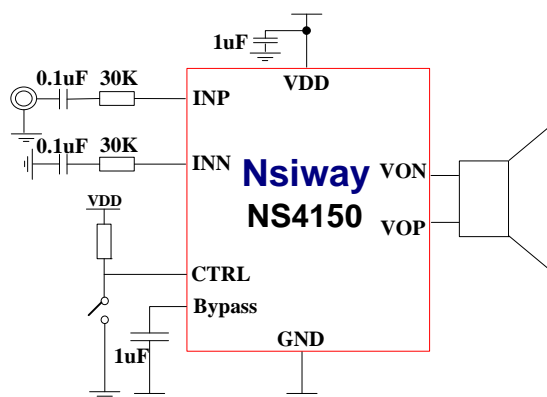 1uF
VDD
0.1uF 30K
INP
0.1uF 30K
INN
Nsiway
NS4150
VON
VOP
VDD
CTRL
Bypass
1uF
GND